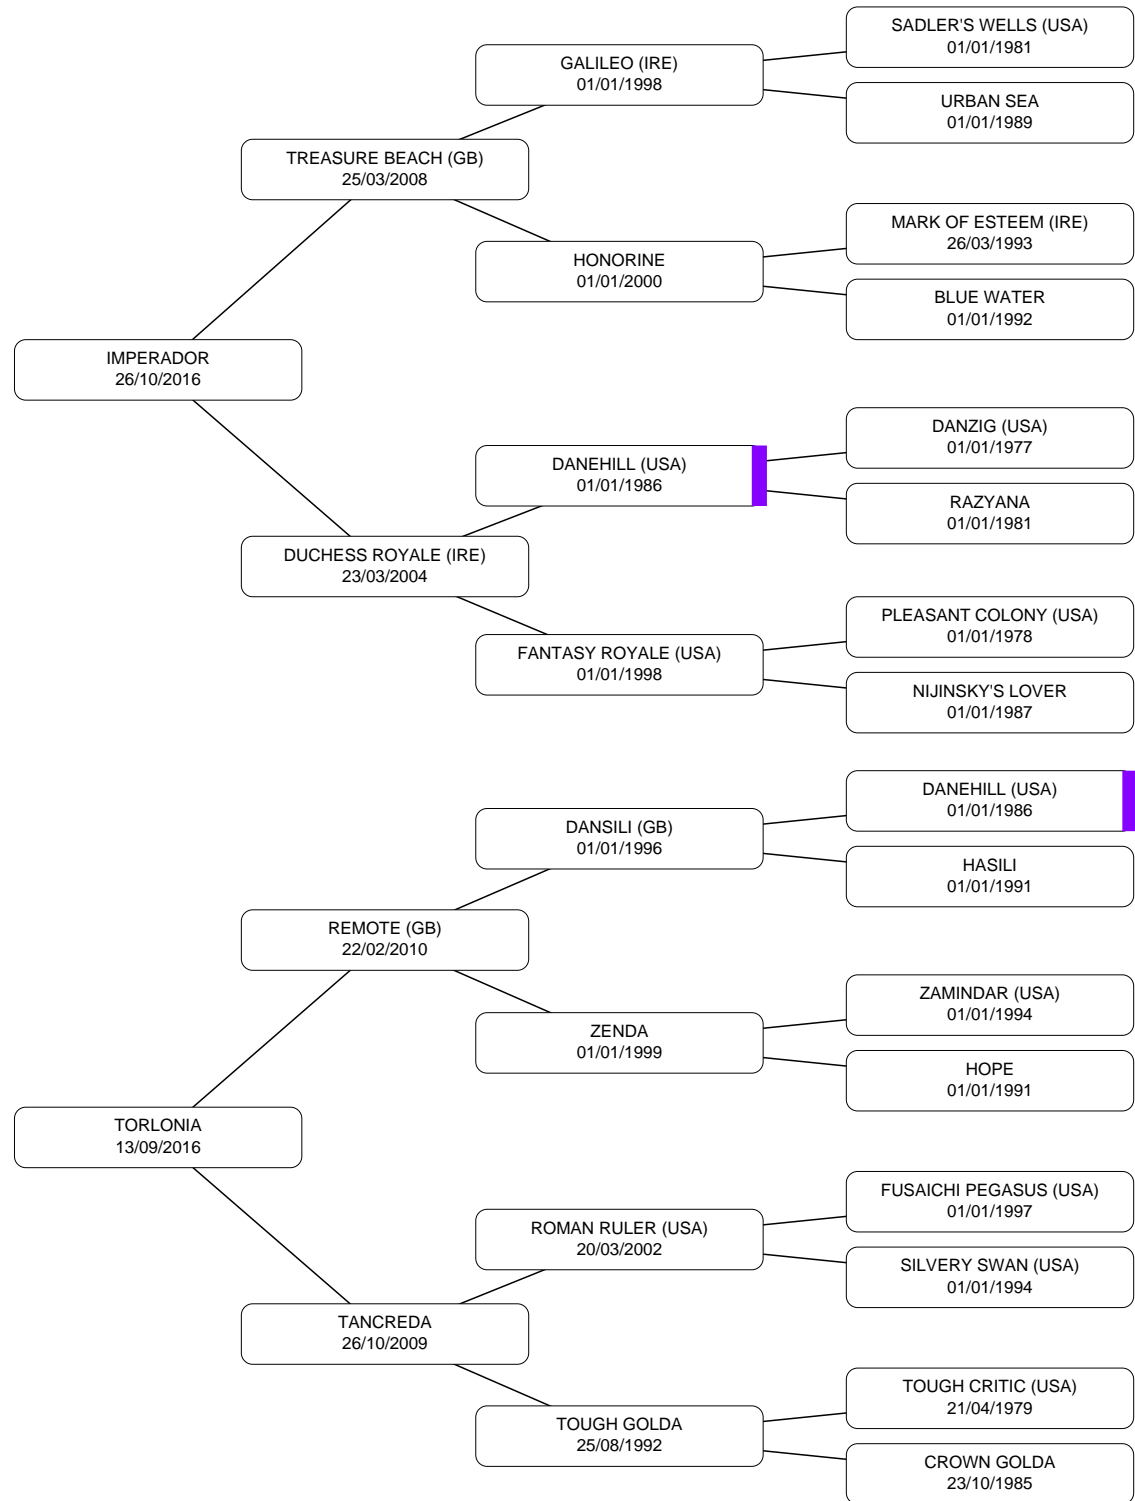 SADLER'S WELLS (USA)
01/01/1981
GALILEO (IRE)
01/01/1998
URBAN SEA
01/01/1989
TREASURE BEACH (GB)
25/03/2008
MARK OF ESTEEM (IRE)
26/03/1993
HONORINE
01/01/2000
BLUE WATER
01/01/1992
IMPERADOR
26/10/2016
DANZIG (USA)
01/01/1977
DANEHILL (USA)
01/01/1986
RAZYANA
01/01/1981
DUCHESS ROYALE (IRE)
23/03/2004
PLEASANT COLONY (USA)
01/01/1978
FANTASY ROYALE (USA)
01/01/1998
NIJINSKY'S LOVER
01/01/1987
DANEHILL (USA)
01/01/1986
DANSILI (GB)
01/01/1996
HASILI
01/01/1991
REMOTE (GB)
22/02/2010
ZAMINDAR (USA)
01/01/1994
ZENDA
01/01/1999
HOPE
01/01/1991
TORLONIA
13/09/2016
FUSAICHI PEGASUS (USA)
01/01/1997
ROMAN RULER (USA)
20/03/2002
SILVERY SWAN (USA)
01/01/1994
TANCREDA
26/10/2009
TOUGH CRITIC (USA)
21/04/1979
TOUGH GOLDA
25/08/1992
CROWN GOLDA
23/10/1985